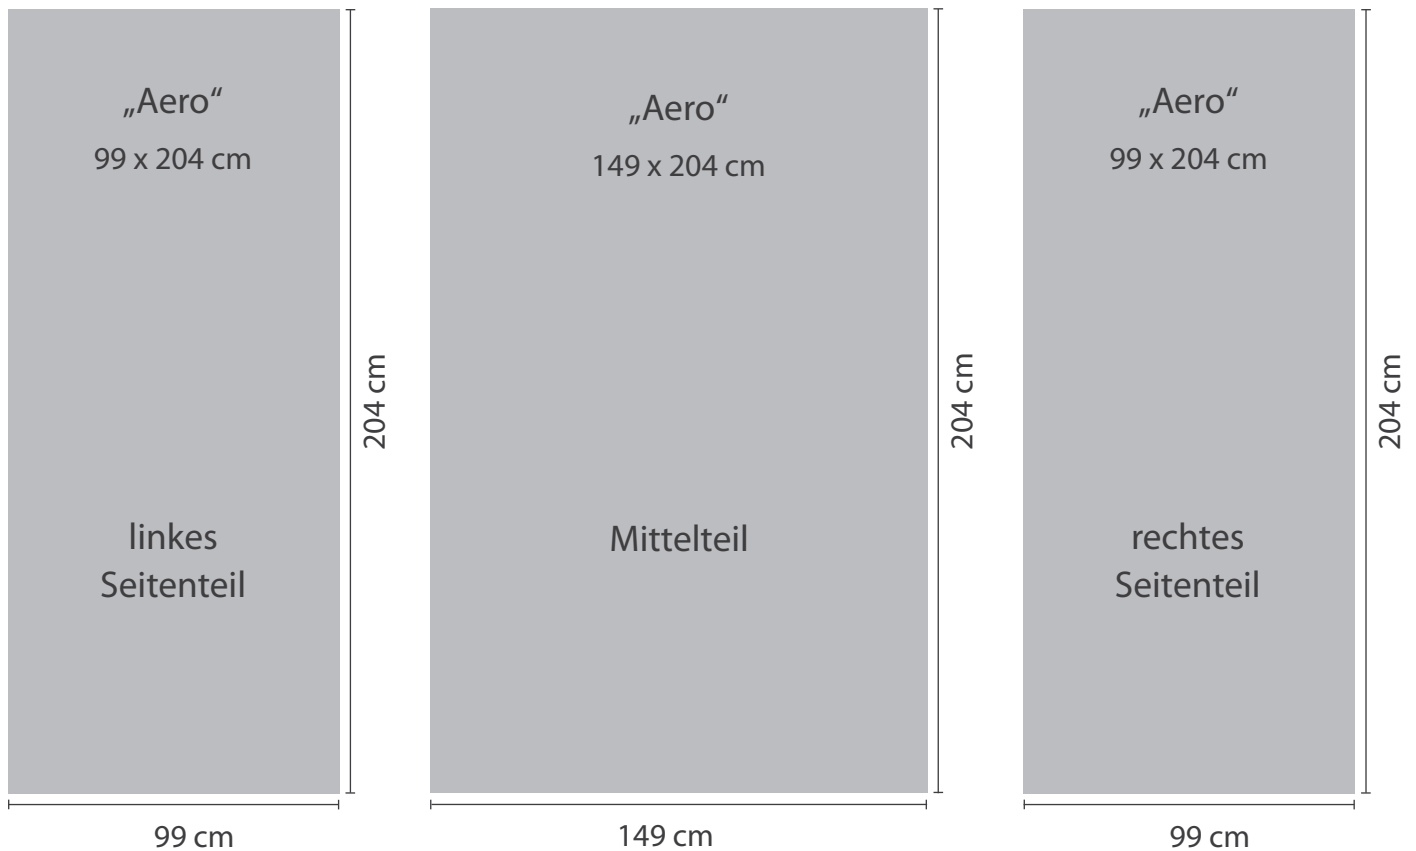 „Aero“
99 x 204 cm
linkes
Seitenteil
204 cm
99 cm
„Aero“
149 x 204 cm
Mittelteil
204 cm
149 cm
„Aero“
99 x 204 cm
rechtes
Seitenteil
204 cm
99 cm